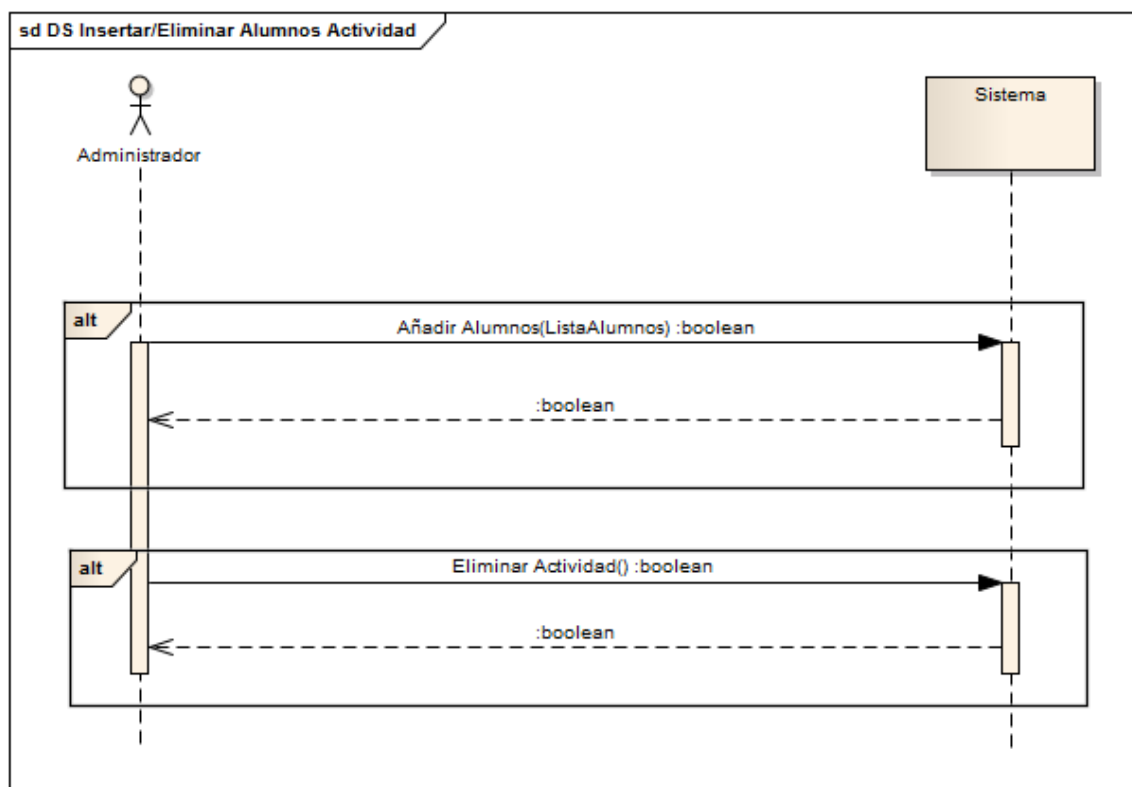 sd DS Insertar/Eliminar Alumnos Actividad
Administrador
Sistema
alt
Añadir Alumnos(ListaAlumnos) :boolean
:boolean
alt
Eliminar Actividad() :boolean
:boolean